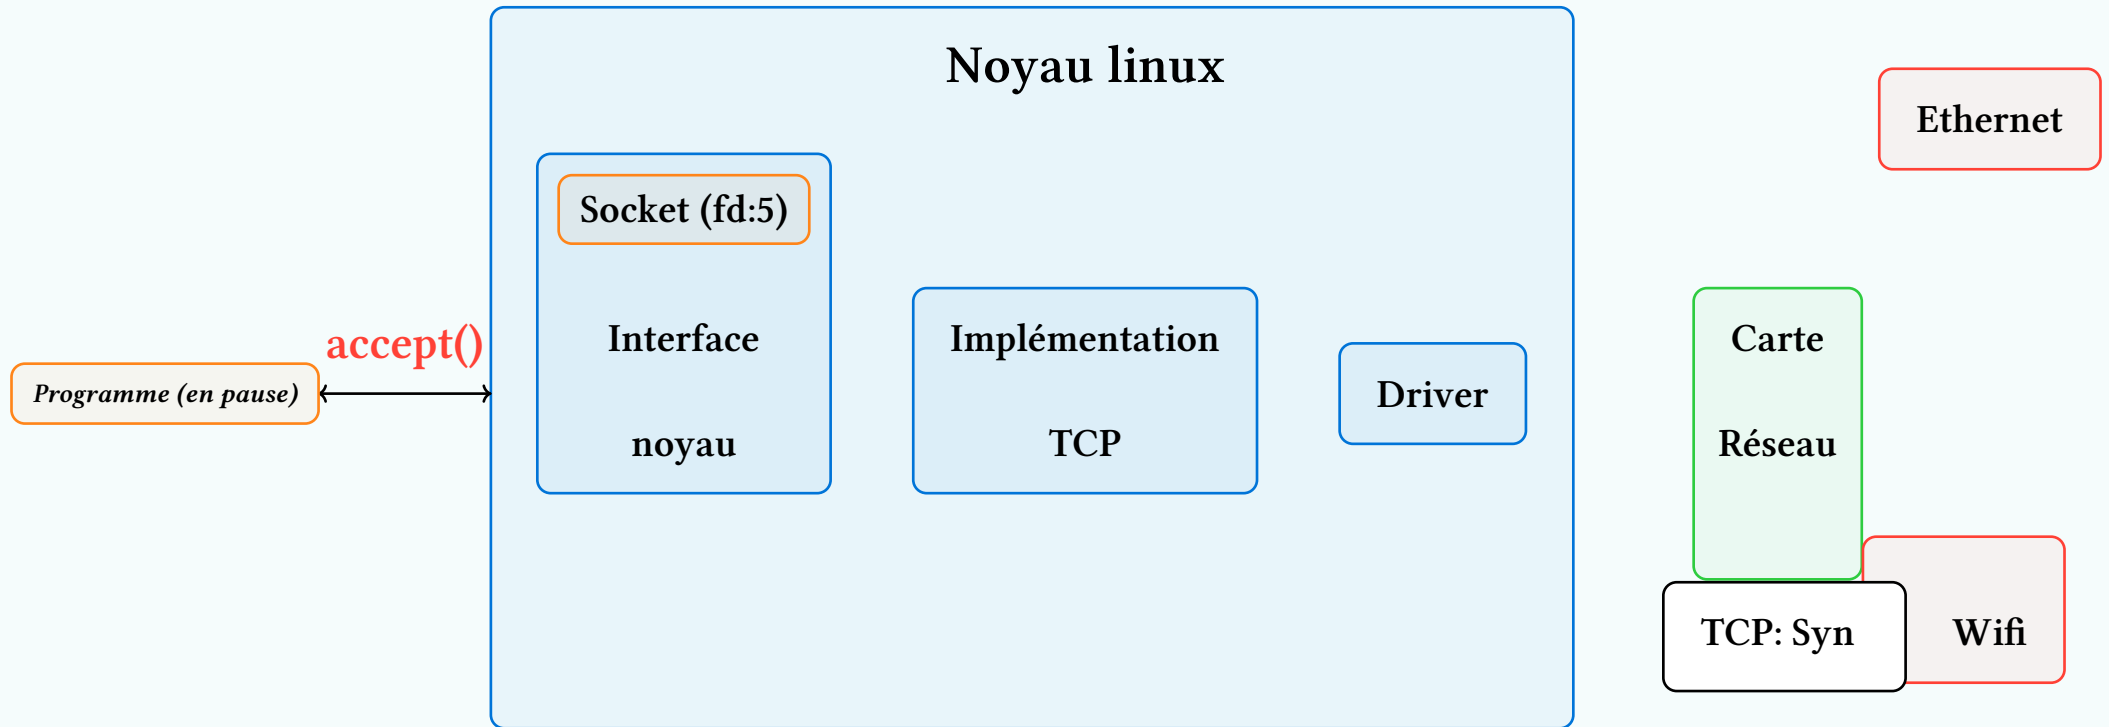 Noyau linux
Ethernet
Socket (fd:5)
accept()
Programme (en pause)
Interface
noyau
Implémentation
TCP
Driver
Carte
Réseau
TCP: Syn
Wifi